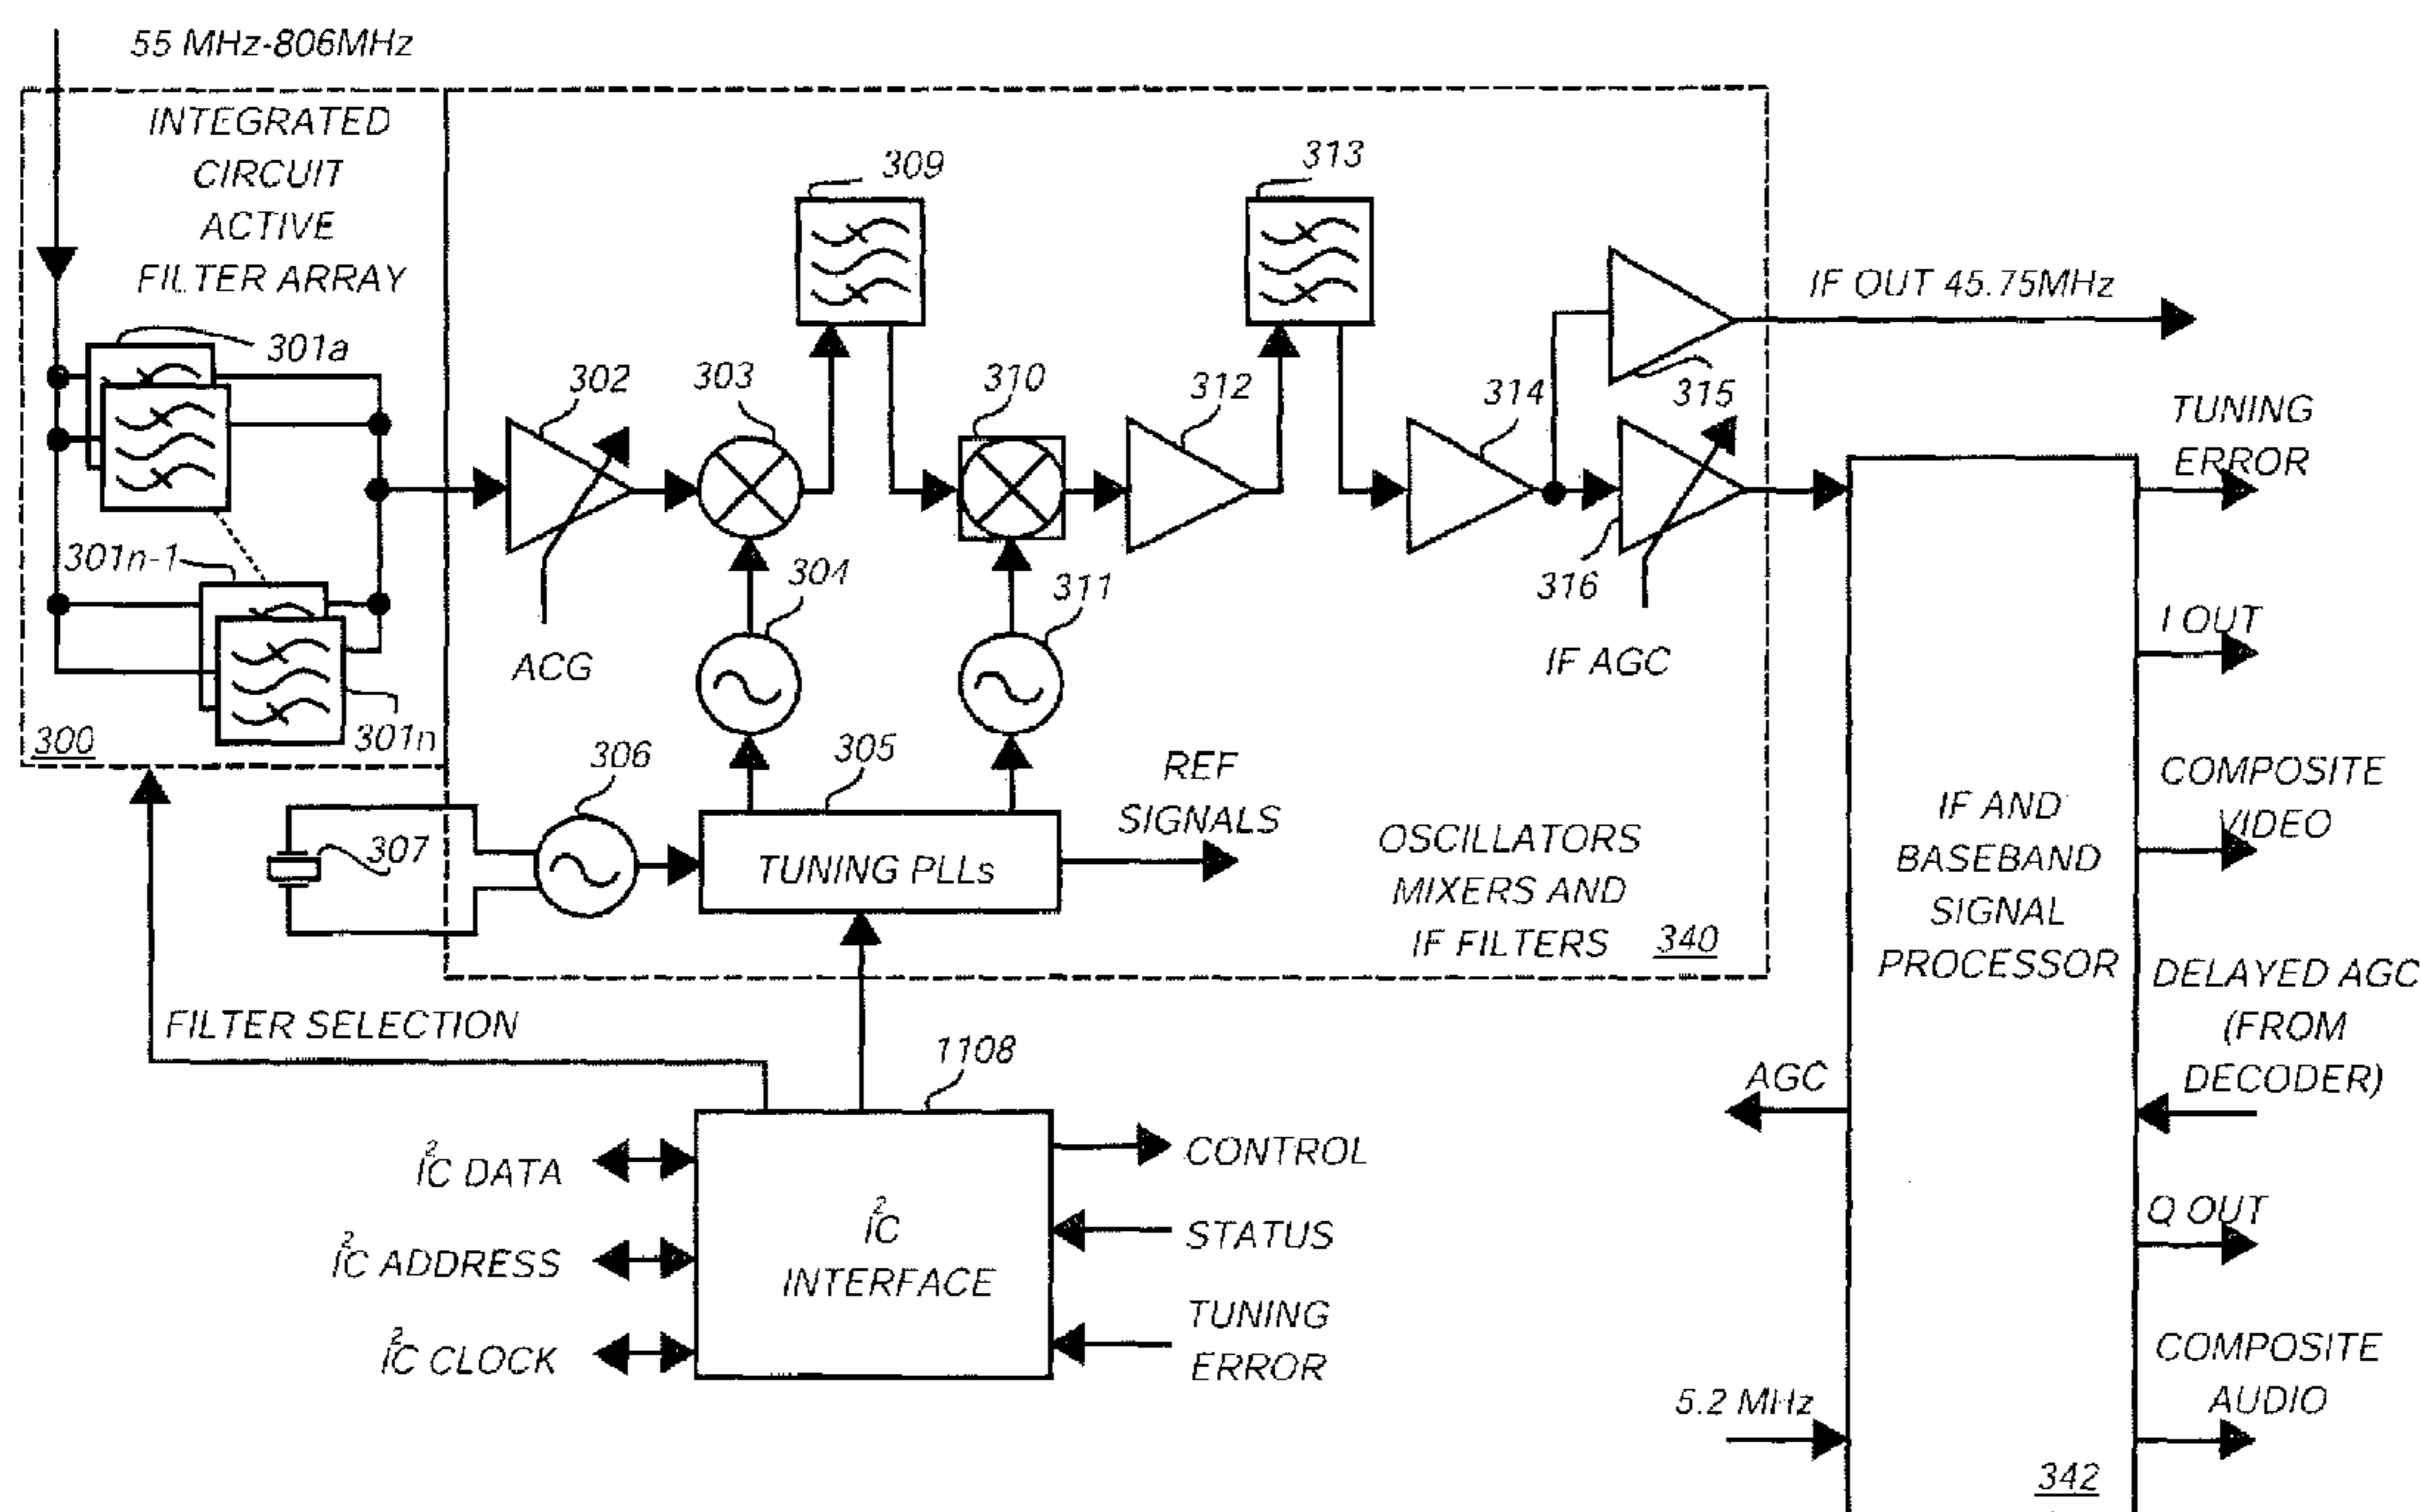 55 MHz-806MHz
INTEGRATED
CIRCUIT
ACTIVE
FILTER ARRAY
301a
301n-1
301n
300
302
303
309
310
312
313
314
315
316
304
311
ACG
IF AGC
IF OUT 45.75MHz
306
305
307
TUNING PLLs
REF
SIGNALS
OSCILLATORS
MIXERS AND
IF FILTERS
340
FILTER SELECTION
1108
I²C DATA
I²C ADDRESS
I²C CLOCK
I²C
INTERFACE
CONTROL
STATUS
TUNING
ERROR
IF AND
BASEBAND
SIGNAL
PROCESSOR
342
AGC
5.2 MHz
TUNING
ERROR
I OUT
COMPOSITE
VIDEO
DELAYED AGC
(FROM
DECODER)
Q OUT
COMPOSITE
AUDIO